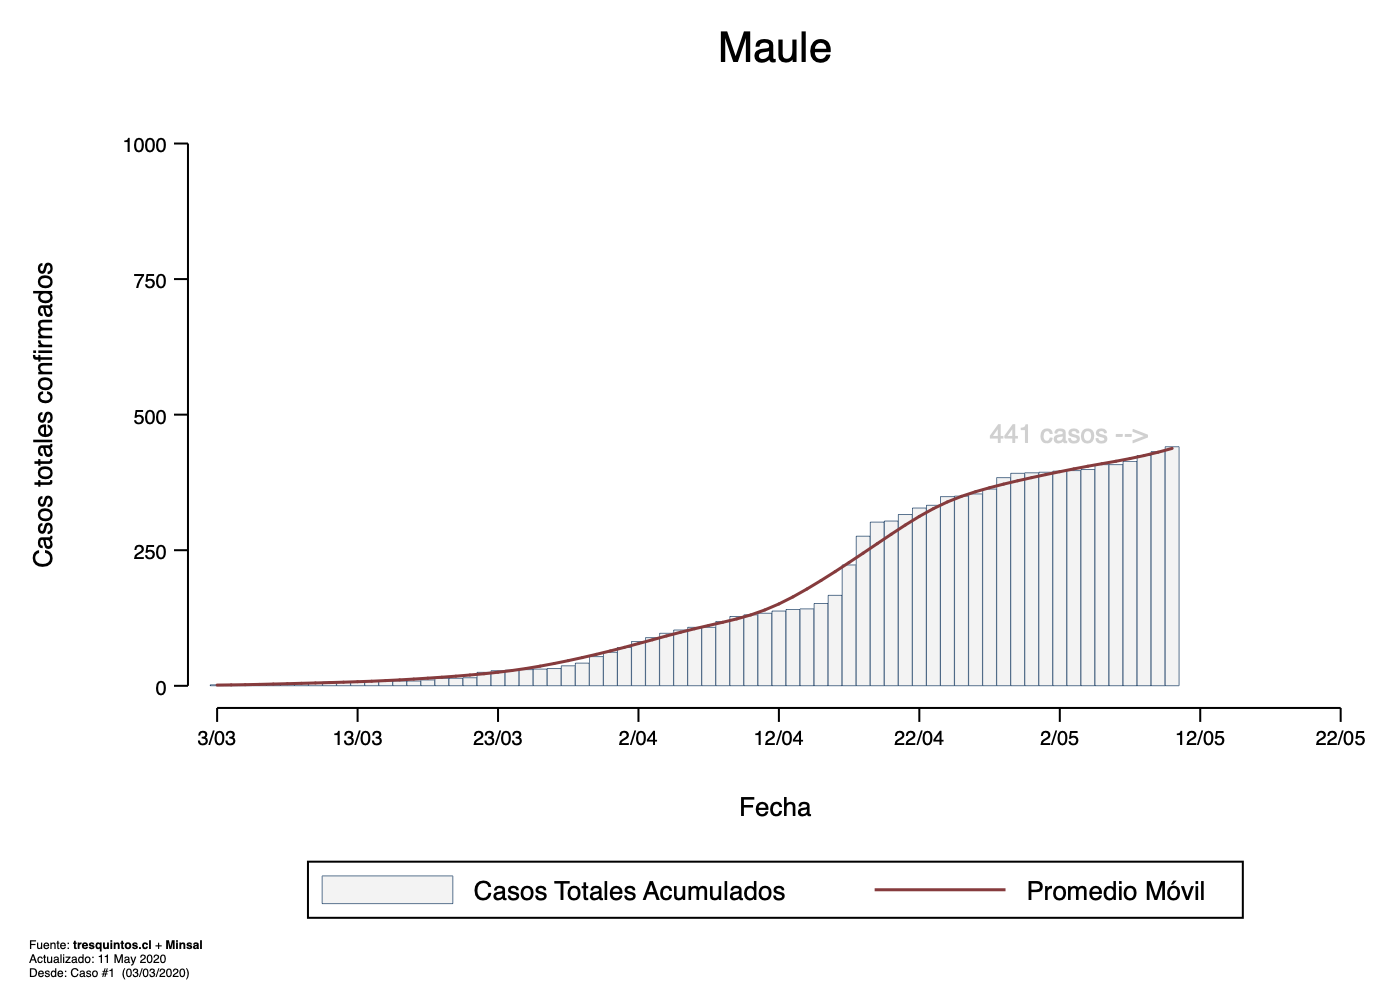 Maule
1000
750
500
250
0
Casos totales confirmados
441 casos -->
3/03 13/03 23/03 2/04 12/04 22/04 2/05 12/05 22/05
Fecha
Casos Totales Acumulados Promedio Móvil
Fuente: tresquintos.cl + Minsal
Actualizado: 11 May 2020
Desde: Caso #1 (03/03/2020)